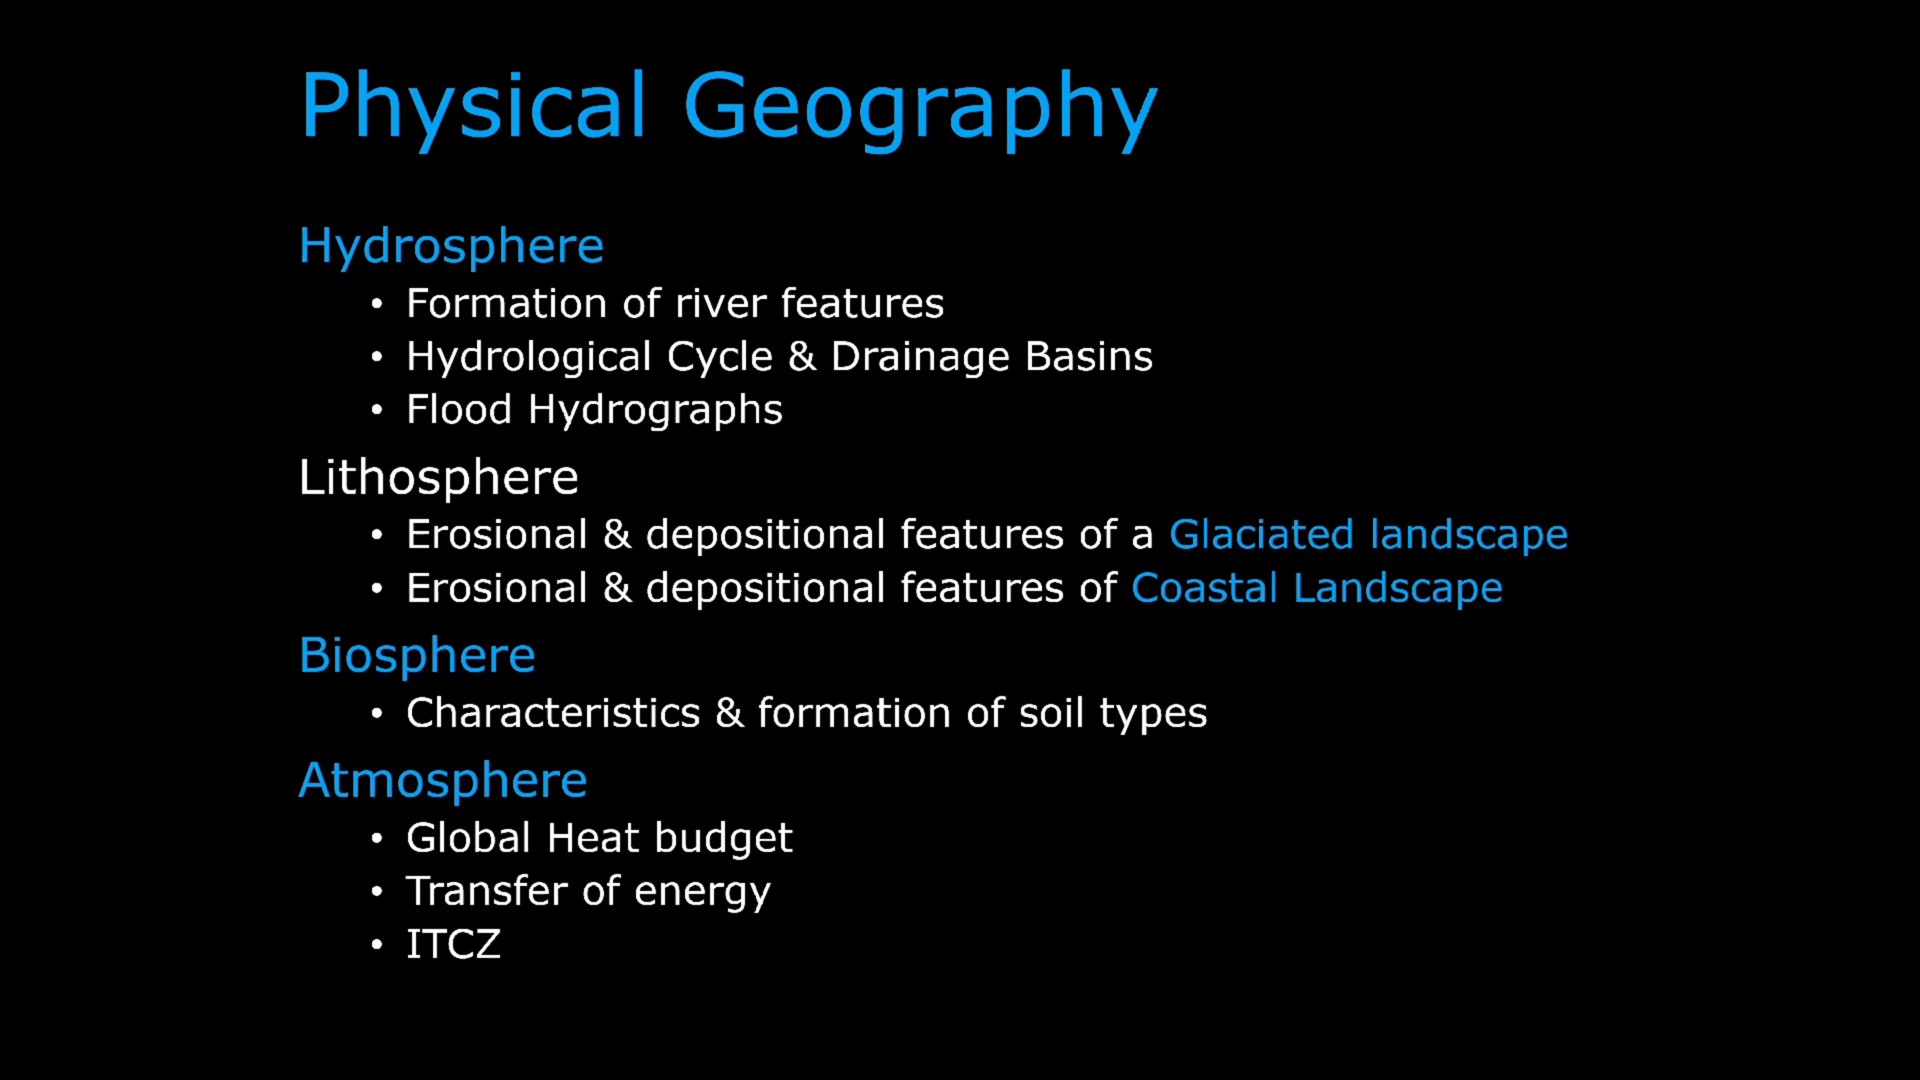 Physical Geography
Hydrosphere
• Formation of river features
• Hydrological Cycle & Drainage Basins
• Flood Hydrographs
Lithosphere
• Erosional & depositional features of a Glaciated landscape
• Erosional & depositional features of Coastal Landscape
Biosphere
• Characteristics & formation of soil types
Atmosphere
• Global Heat budget
• Transfer of energy
• ITCZ